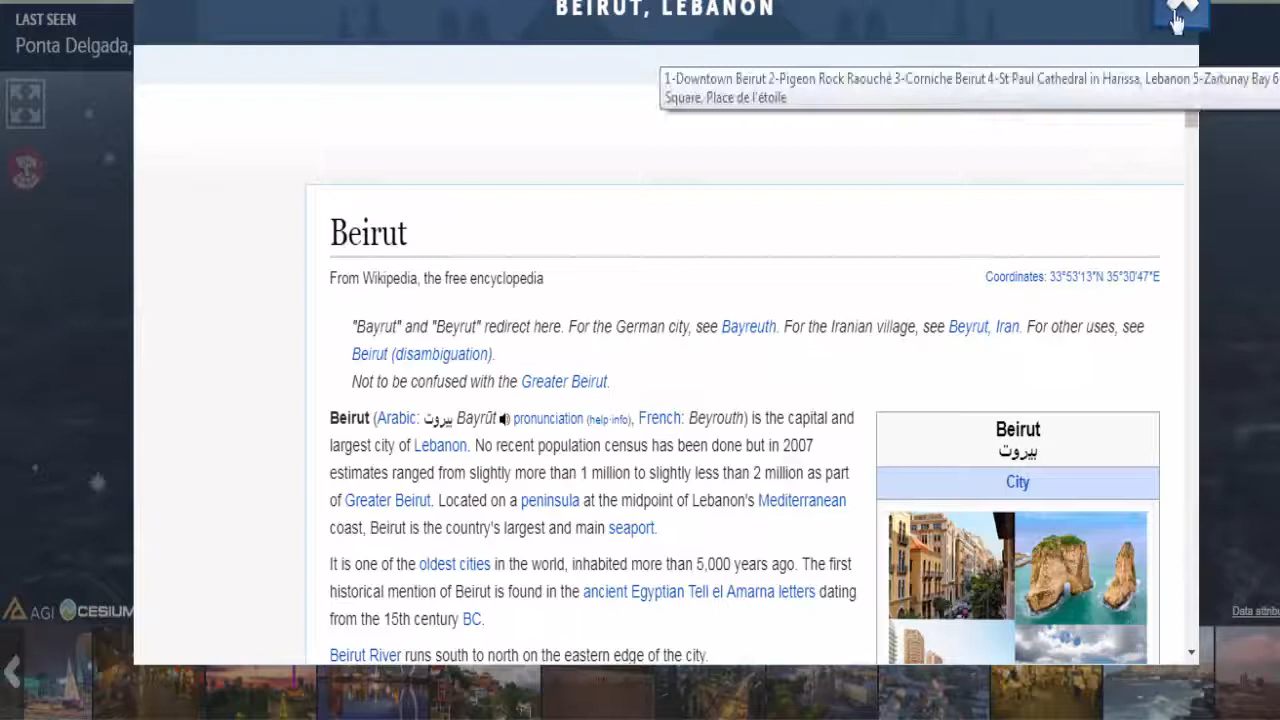 BEIRUT, LEBANON
LAST SEEN
Ponta Delgada,
1-Downtown Beirut 2-Pigeon Rock Raouché 3-Corniche Beirut 4-St Paul Cathedral in Harissa, Lebanon 5-Zaitunay Bay 6
Square, Place de l'étoile
Beirut
From Wikipedia, the free encyclopedia
Coordinates: 33°53'13"N 35°30'47"E
"Bayrut" and "Beyrut" redirect here. For the German city, see Bayreuth. For the Iranian village, see Beyrut, Iran. For other uses, see
Beirut (disambiguation).
Not to be confused with the Greater Beirut.
Beirut (Arabic: بيروت Bayrūt pronunciation (help·info), French: Beyrouth) is the capital and
largest city of Lebanon. No recent population census has been done but in 2007
estimates ranged from slightly more than 1 million to slightly less than 2 million as part
of Greater Beirut. Located on a peninsula at the midpoint of Lebanon's Mediterranean
coast, Beirut is the country's largest and main seaport.
It is one of the oldest cities in the world, inhabited more than 5,000 years ago. The first
historical mention of Beirut is found in the ancient Egyptian Tell el Amarna letters dating
from the 15th century BC.
Beirut River runs south to north on the eastern edge of the city.
Beirut
بيروت
City
AGI CESIUM
Data attribu